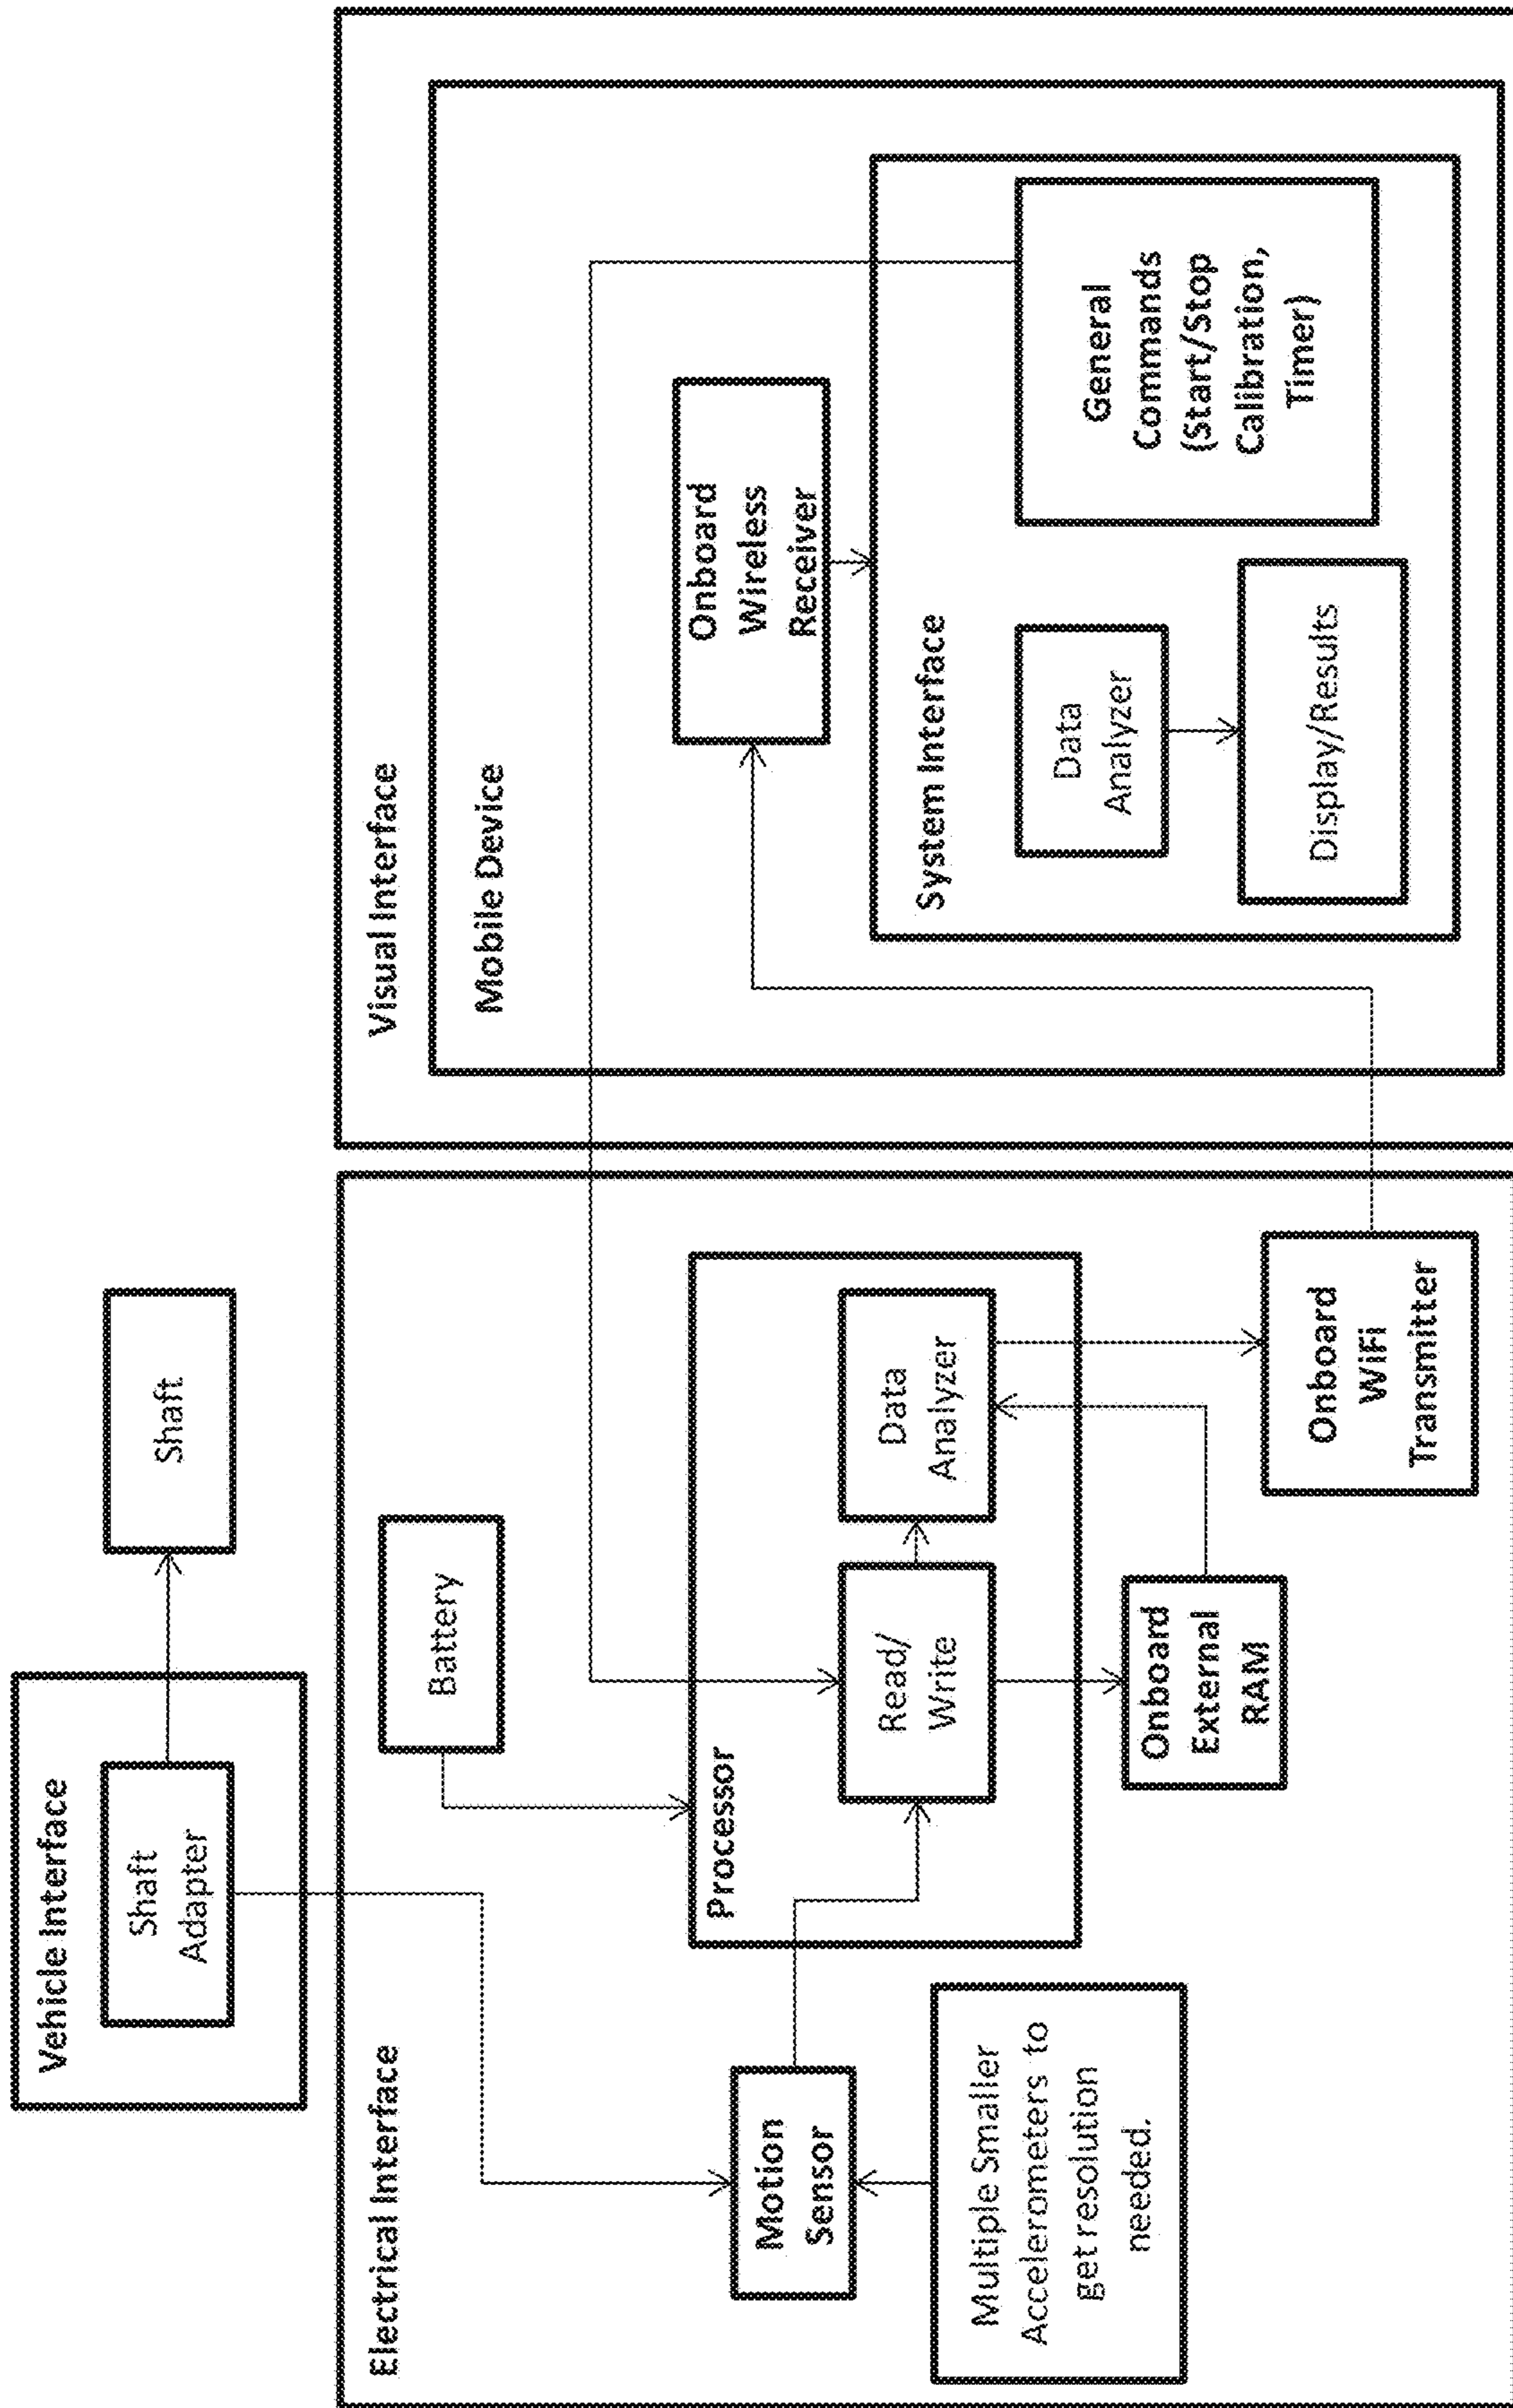 Vehicle Interface
Shaft
Adapter
Shaft
Electrical Interface
Battery
Motion
Sensor
Multiple Smaller
Accelerometers to
get resolution
needed.
Processor
Read/
Write
Data
Analyzer
Onboard
External
RAM
Onboard
WiFi
Transmitter
Visual Interface
Mobile Device
Onboard
Wireless
Receiver
System Interface
Data
Analyzer
Display/Results
General
Commands
(Start/Stop
Calibration,
Timer)